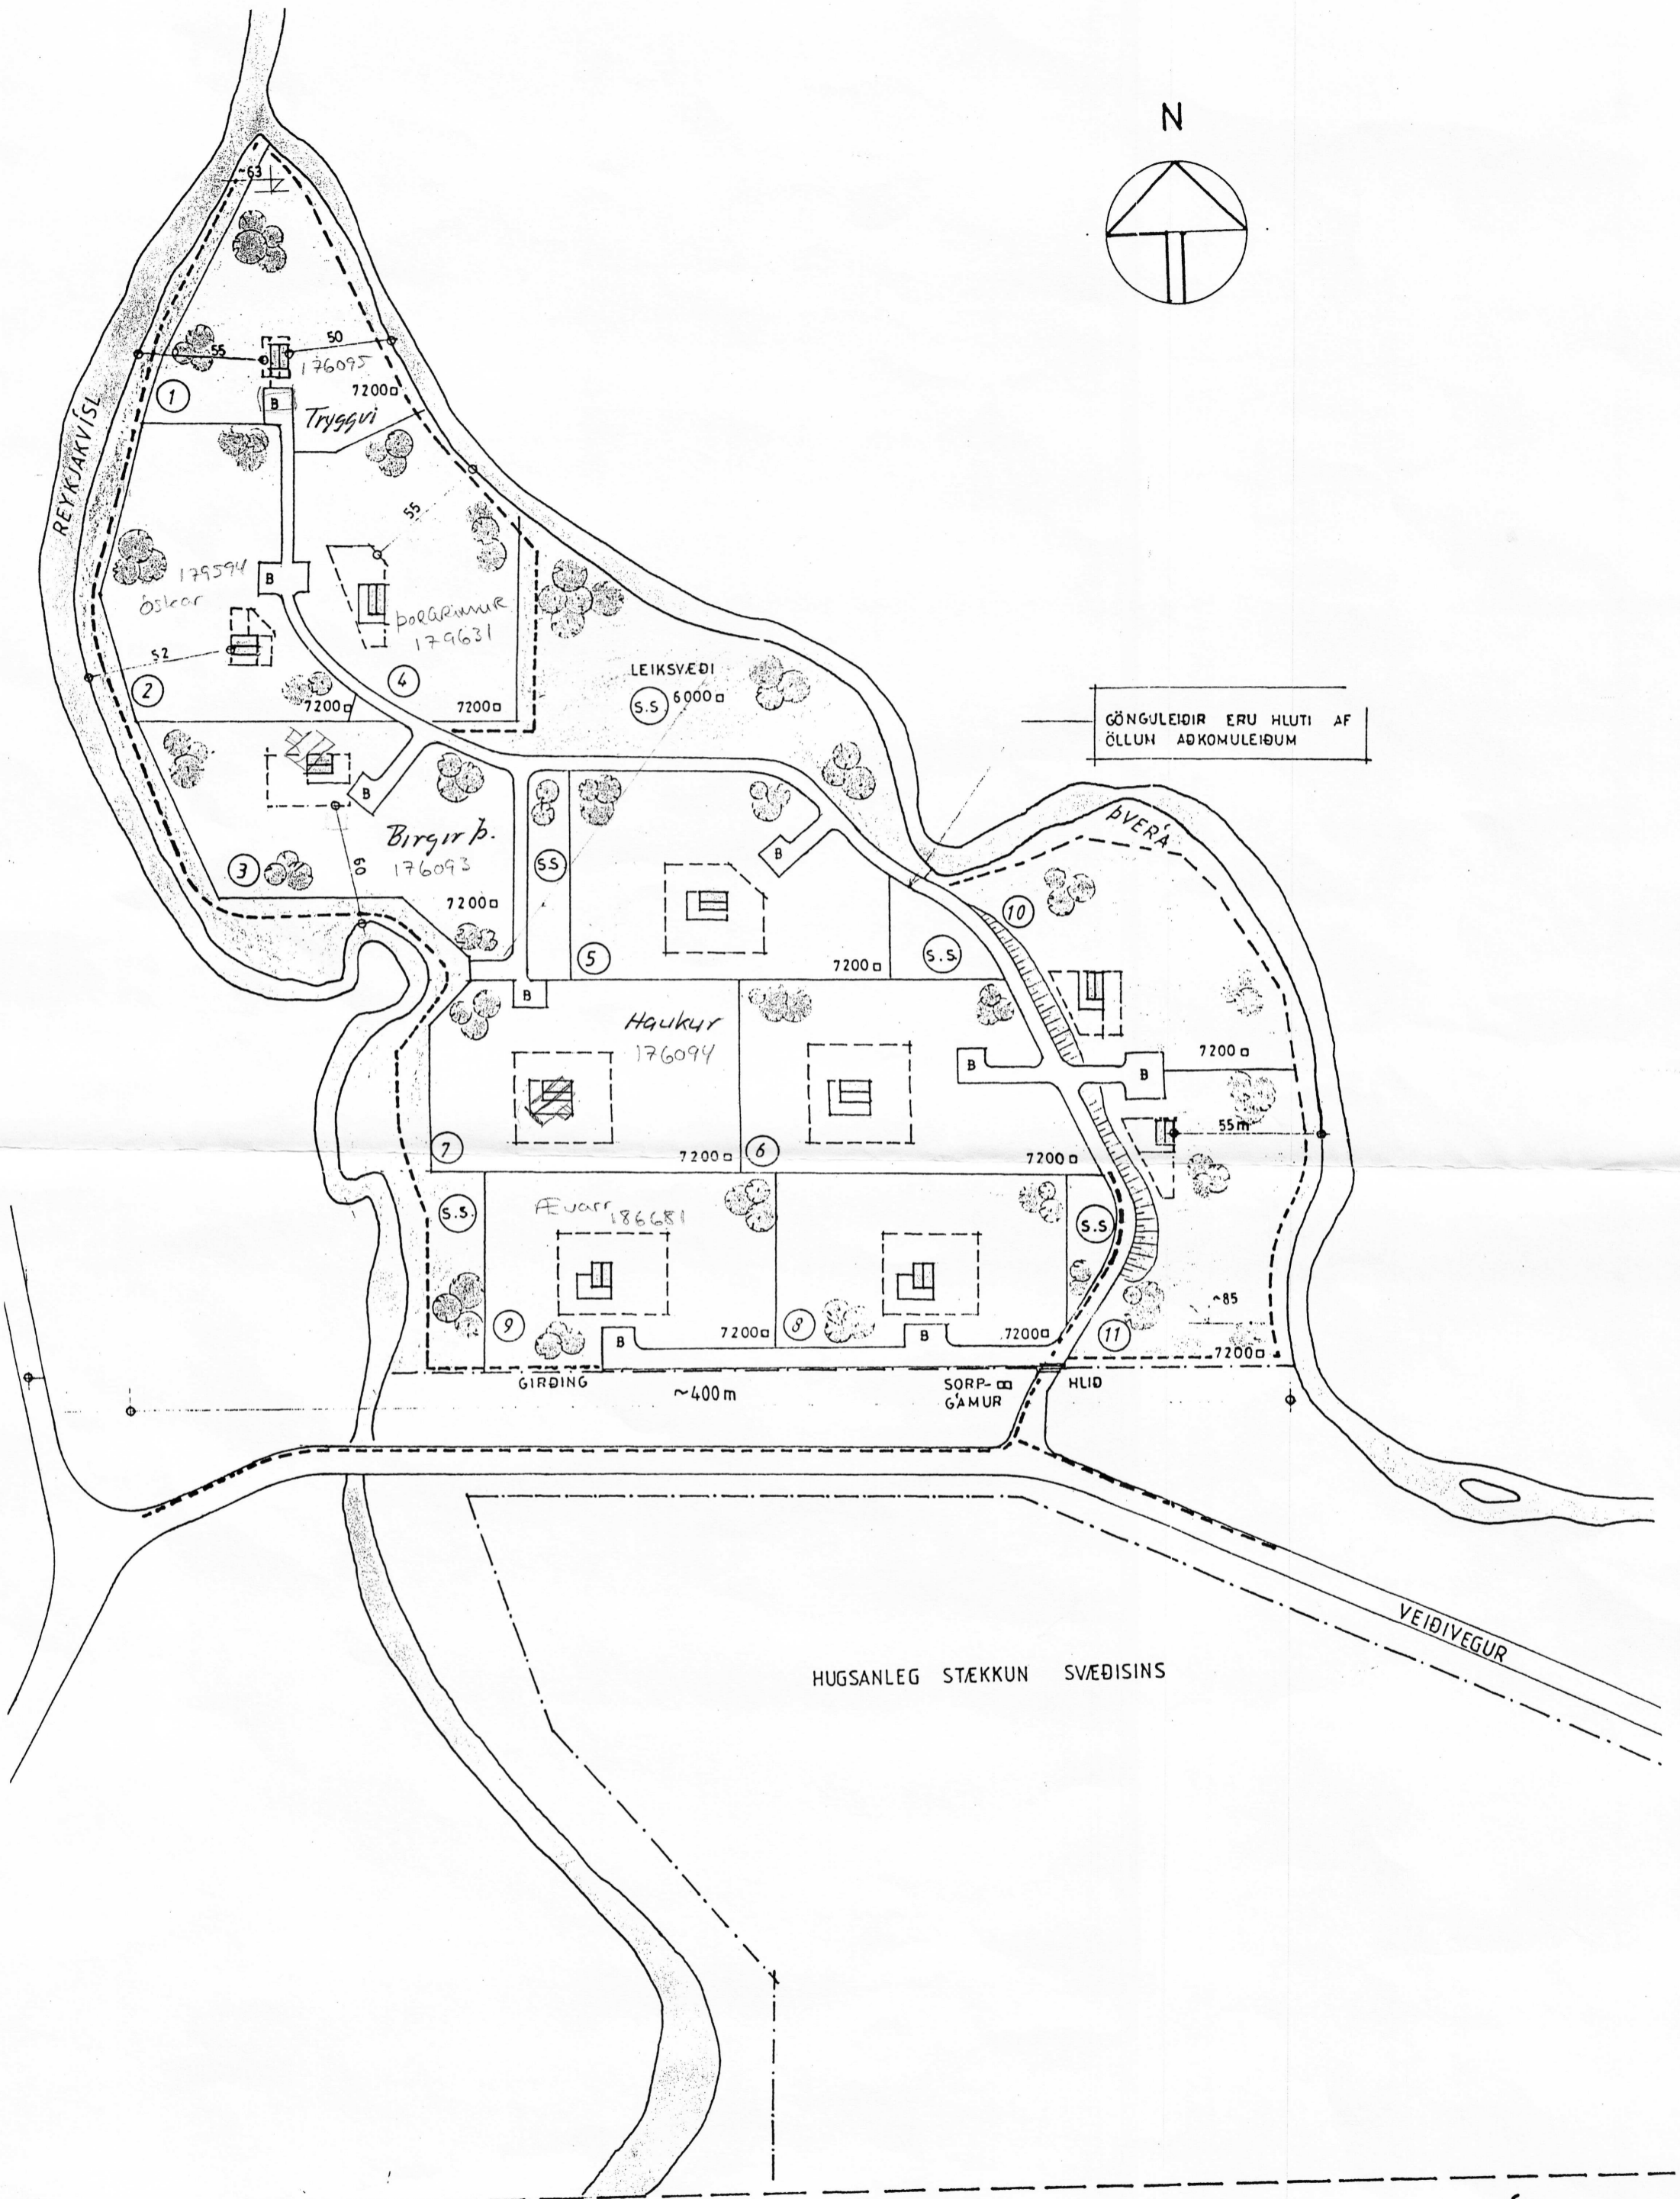 N
~63
50
55
176095
1
B
7200□
Tryggvi
REYKJAKVÍSL
55
179594
Óskar
B
Þórarinnur
179631
52
2
4
7200□
7200□
LEIKSVÆÐI
S.S. 6000□
GÖNGULEIÐIR ERU HLUTI AF
ÖLLUM AÐKOMULEIÐUM
B
Birgir Þ.
176093
3
60
7200□
S.S
B
ÞVERÁ
10
5
7200□
S.S.
B
Haukur
176094
B
B
7200□
7
7200□
6
7200□
55m
S.S.
Ævarr
186681
S.S
~85
9
B
7200□
8
B
7200□
11
7200□
GIRÐING
~400m
SORP-
GÁMUR
HLIÐ
VEIÐIVEGUR
HUGSANLEG STÆKKUN SVÆÐISINS